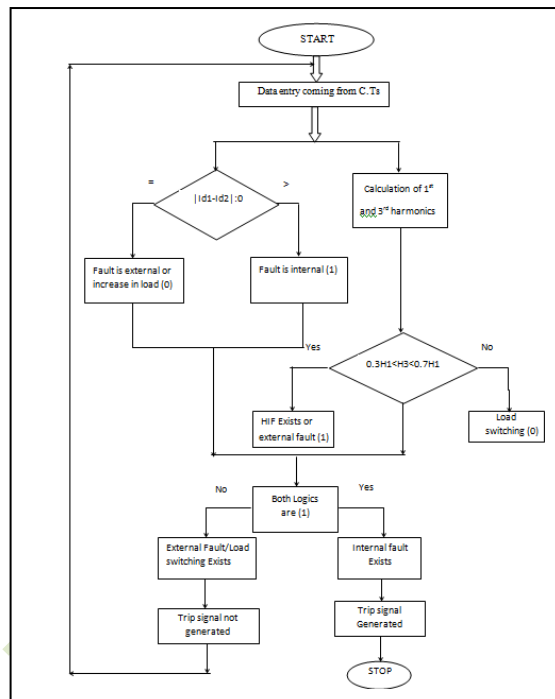 START
Data entry coming from C.Ts
=
|Id1-Id2|:0
>
Calculation of 1st
and 3rd harmonics
Fault is external or
increase in load (0)
Fault is internal (1)
Yes
0.3H1<H3<0.7H1
No
HIF Exists or
external fault (1)
Load
switching (0)
No
Both Logics
are (1)
Yes
External Fault/Load
switching Exists
Internal fault
Exists
Trip signal not
generated
Trip signal
Generated
STOP